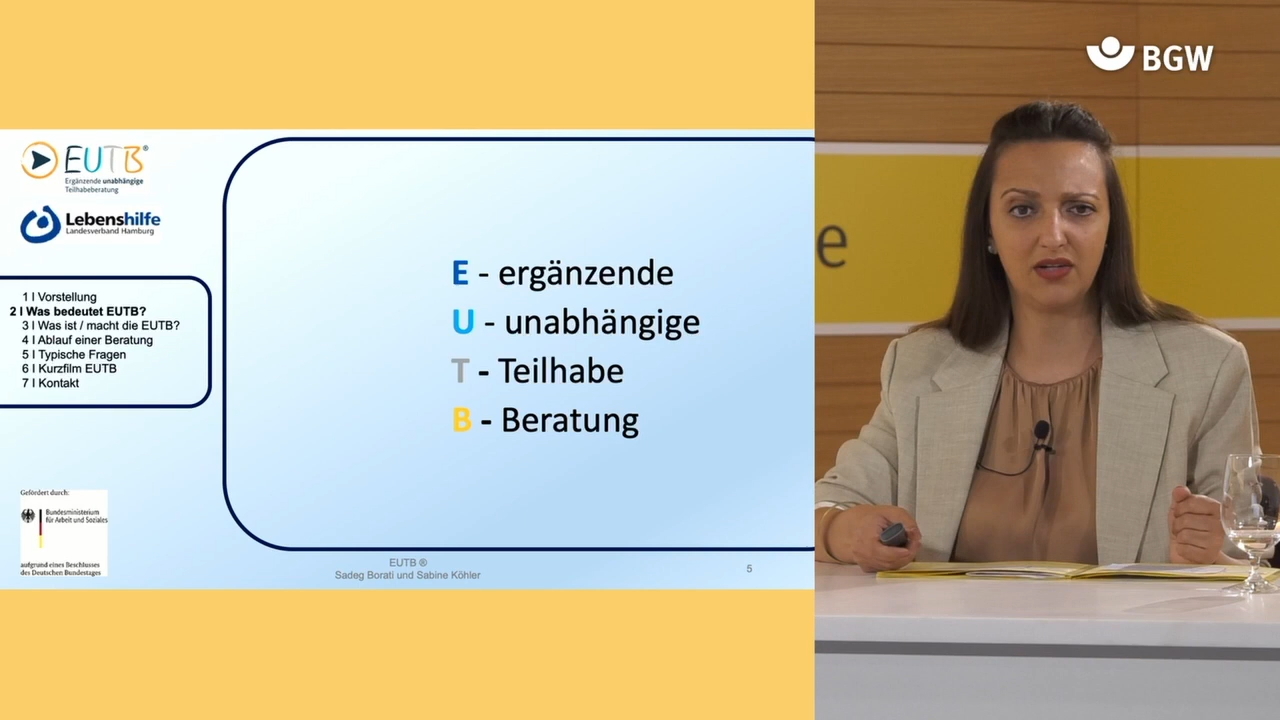 EUTB®
Ergänzende unabhängige
Teilhabeberatung
Lebenshilfe
Landesverband Hamburg
1 I Vorstellung
2 I Was bedeutet EUTB?
3 I Was ist / macht die EUTB?
4 I Ablauf einer Beratung
5 I Typische Fragen
6 I Kurzfilm EUTB
7 I Kontakt
Gefördert durch:
Bundesministerium
für Arbeit und Soziales
aufgrund eines Beschlusses
des Deutschen Bundestages
E - ergänzende
U - unabhängige
T - Teilhabe
B - Beratung
EUTB ®
Sadeg Borati und Sabine Köhler
5
BGW
e